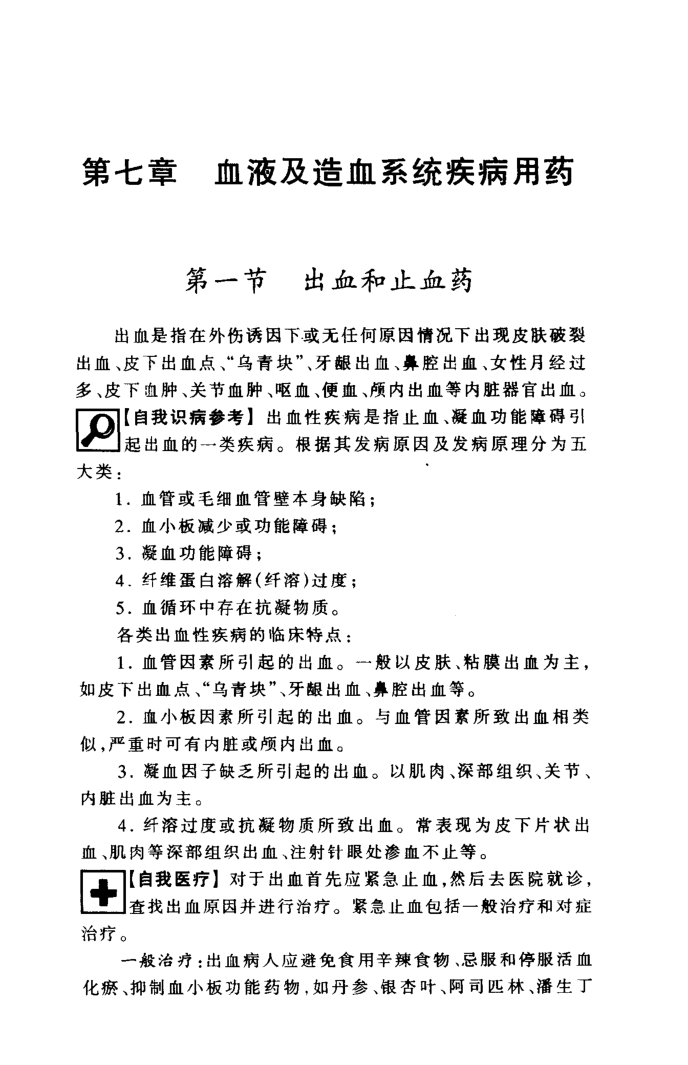 第七章 血液及造血系统疾病用药
第一节 出血和止血药
出血是指在外伤诱因下或无任何原因情况下出现皮肤破裂
出血、皮下出血点、“乌青块”、牙龈出血、鼻腔出血、女性月经过
多、皮下血肿、关节血肿、呕血、便血、颅内出血等内脏器官出血。
【自我识病参考】 出血性疾病是指止血、凝血功能障碍引
起出血的一类疾病。根据其发病原因及发病原理分为五
大类：
1. 血管或毛细血管壁本身缺陷；
2. 血小板减少或功能障碍；
3. 凝血功能障碍；
4. 纤维蛋白溶解(纤溶)过度；
5. 血循环中存在抗凝物质。
各类出血性疾病的临床特点：
1. 血管因素所引起的出血。一般以皮肤、粘膜出血为主，
如皮下出血点、“乌青块”、牙龈出血、鼻腔出血等。
2. 血小板因素所引起的出血。与血管因素所致出血相类
似，严重时可有内脏或颅内出血。
3. 凝血因子缺乏所引起的出血。以肌肉、深部组织、关节、
内脏出血为主。
4. 纤溶过度或抗凝物质所致出血。常表现为皮下片状出
血、肌肉等深部组织出血、注射针眼处渗血不止等。
【自我医疗】 对于出血首先应紧急止血，然后去医院就诊，
查找出血原因并进行治疗。紧急止血包括一般治疗和对症
治疗。
一般治疗：出血病人应避免食用辛辣食物、忌服和停服活血
化瘀、抑制血小板功能药物，如丹参、银杏叶、阿司匹林、潘生丁